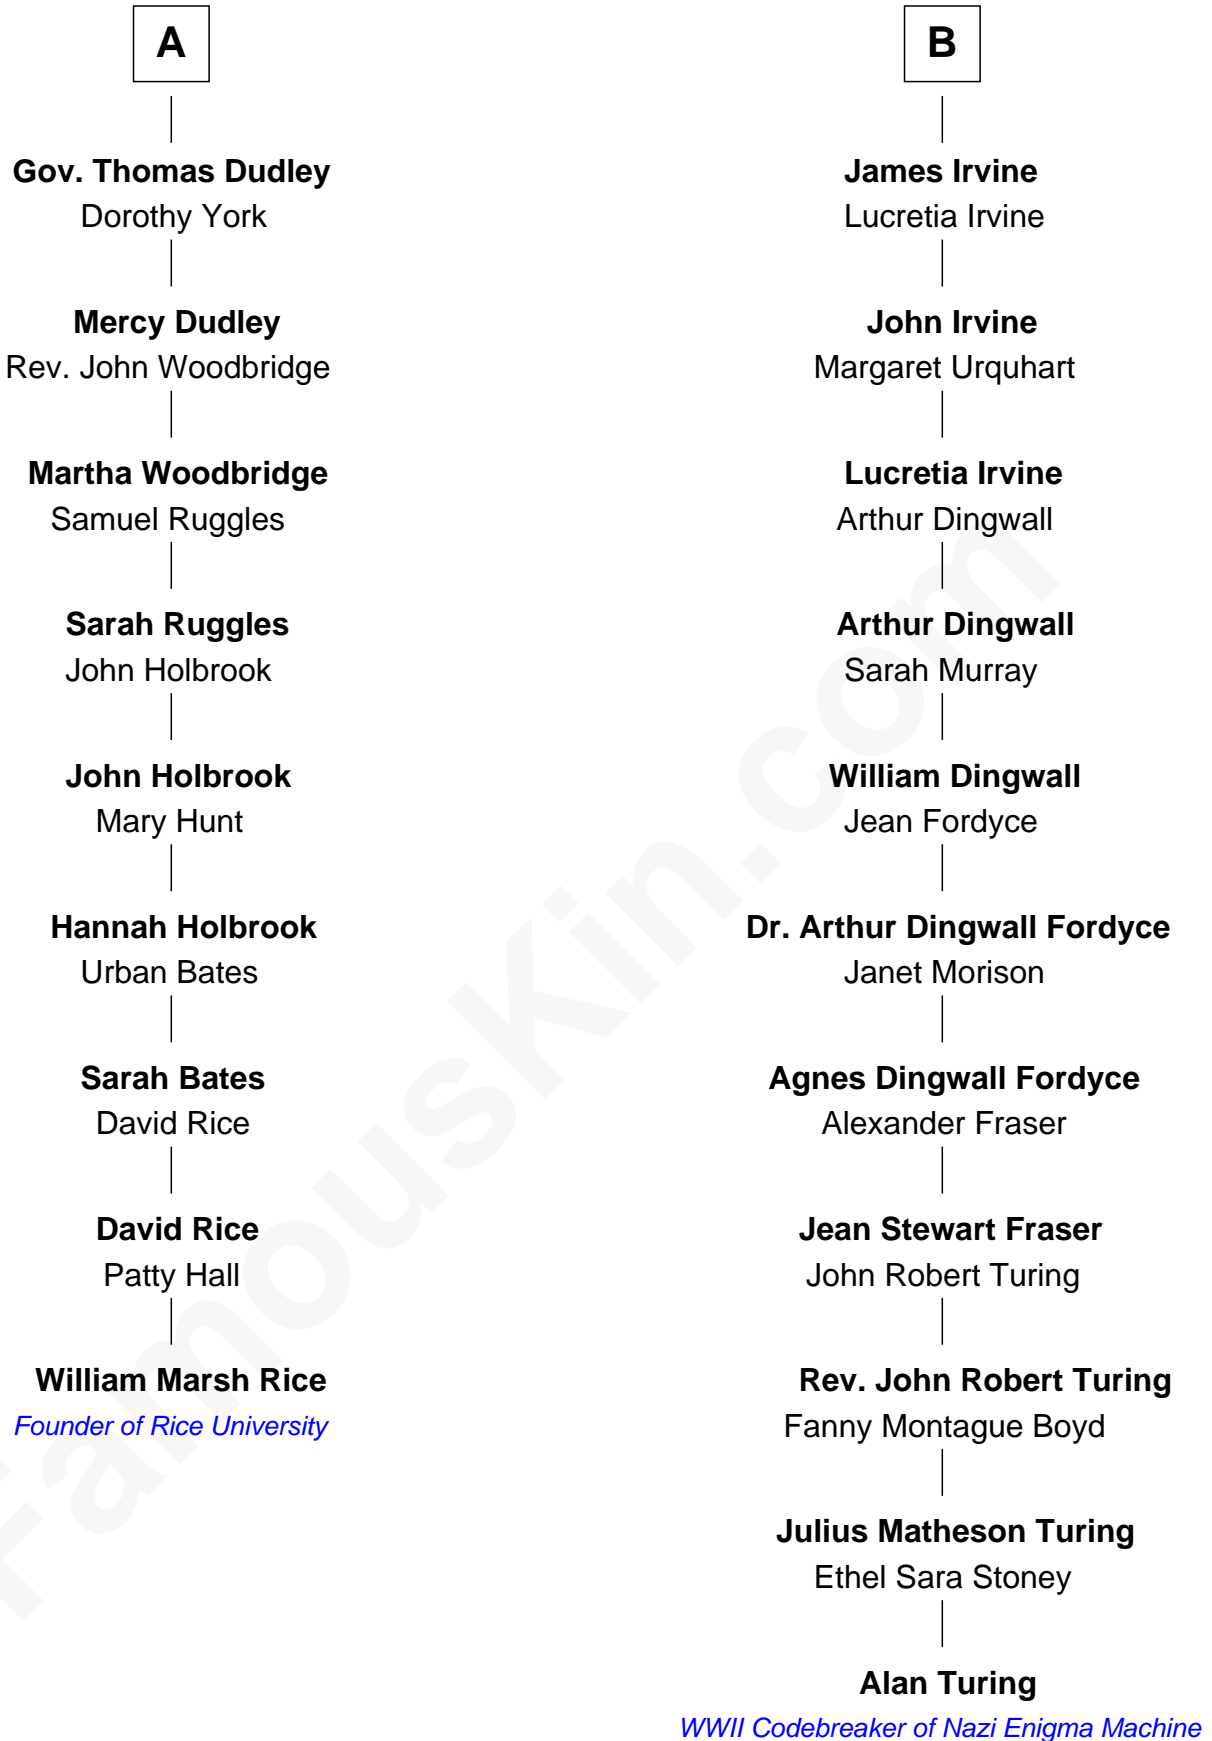 A
Gov. Thomas Dudley
Dorothy York
Mercy Dudley
Rev. John Woodbridge
Martha Woodbridge
Samuel Ruggles
Sarah Ruggles
John Holbrook
John Holbrook
Mary Hunt
Hannah Holbrook
Urban Bates
Sarah Bates
David Rice
David Rice
Patty Hall
William Marsh Rice
Founder of Rice University
B
James Irvine
Lucretia Irvine
John Irvine
Margaret Urquhart
Lucretia Irvine
Arthur Dingwall
Arthur Dingwall
Sarah Murray
William Dingwall
Jean Fordyce
Dr. Arthur Dingwall Fordyce
Janet Morison
Agnes Dingwall Fordyce
Alexander Fraser
Jean Stewart Fraser
John Robert Turing
Rev. John Robert Turing
Fanny Montague Boyd
Julius Matheson Turing
Ethel Sara Stoney
Alan Turing
WWII Codebreaker of Nazi Enigma Machine
FamousKin.com